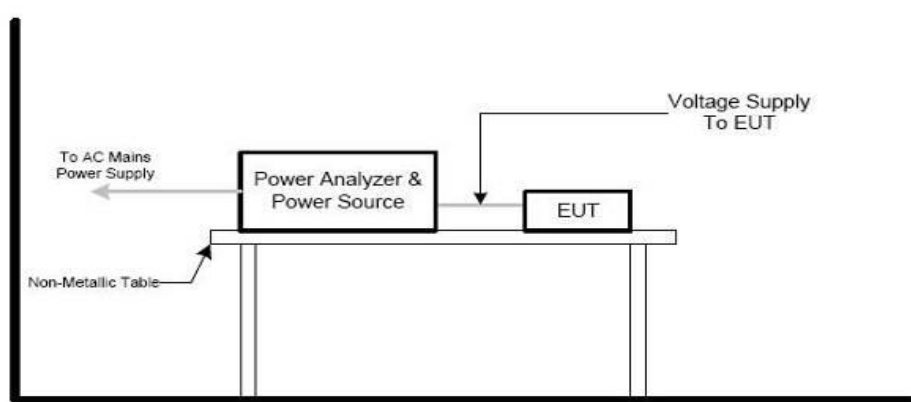 Voltage Supply
To EUT
To AC Mains
Power Supply
Power Analyzer &
Power Source
EUT
Non-Metallic Table